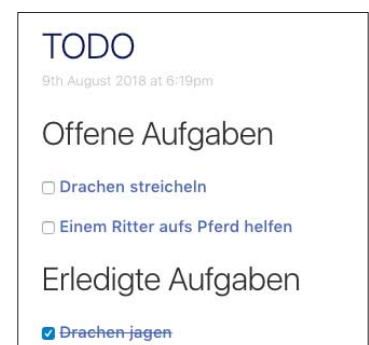 TODO
9th August 2018 at 6:19pm
Offene Aufgaben
Drachen streicheln
Einem Ritter aufs Pferd helfen
Erledigte Aufgaben
Drachen jagen